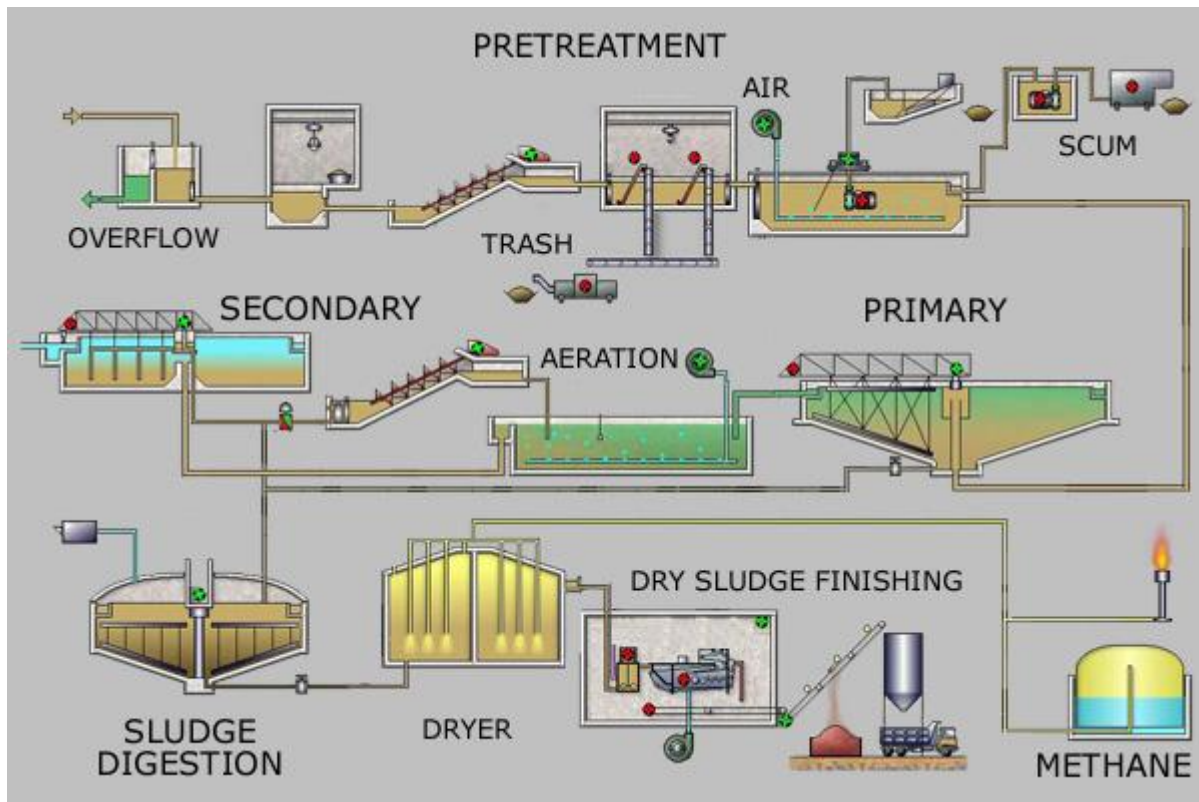 PRETREATMENT
AIR
SCUM
OVERFLOW
TRASH
SECONDARY
PRIMARY
AERATION
DRY SLUDGE FINISHING
SLUDGE
DIGESTION
DRYER
METHANE